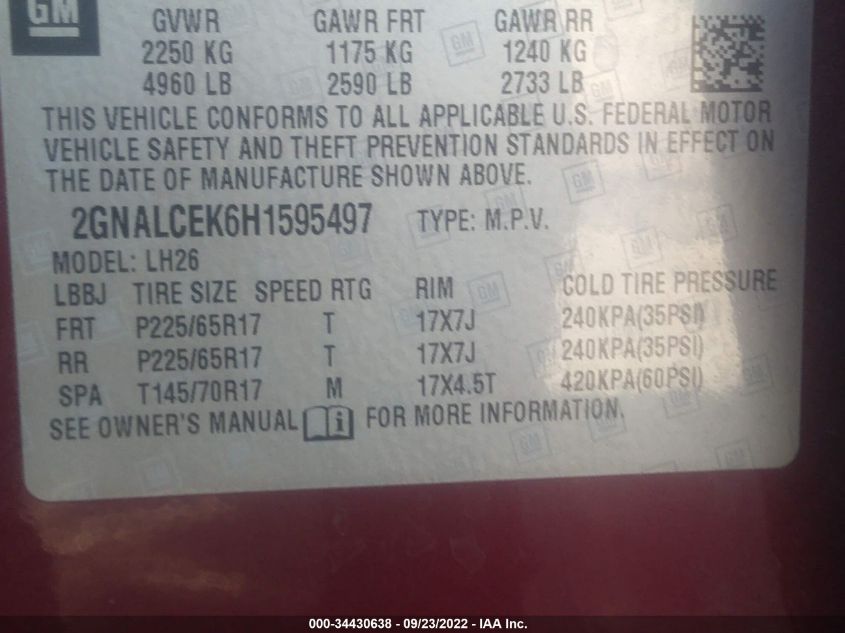 GM
GVWR GAWR FRT GAWR RR
2250 KG 1175 KG 1240 KG
4960 LB 2590 LB 2733 LB
THIS VEHICLE CONFORMS TO ALL APPLICABLE U.S. FEDERAL MOTOR
VEHICLE SAFETY AND THEFT PREVENTION STANDARDS IN EFFECT ON
THE DATE OF MANUFACTURE SHOWN ABOVE.
2GNALCEK6H1595497 TYPE: M.P.V.
MODEL: LH26
LBBJ TIRE SIZE SPEED RTG RIM COLD TIRE PRESSURE
FRT P225/65R17 T 17X7J 240KPA(35PSI)
RR P225/65R17 T 17X7J 240KPA(35PSI)
SPA T145/70R17 M 17X4.5T 420KPA(60PSI)
SEE OWNER'S MANUAL i FOR MORE INFORMATION.
000-34430638 - 09/23/2022 - IAA Inc.